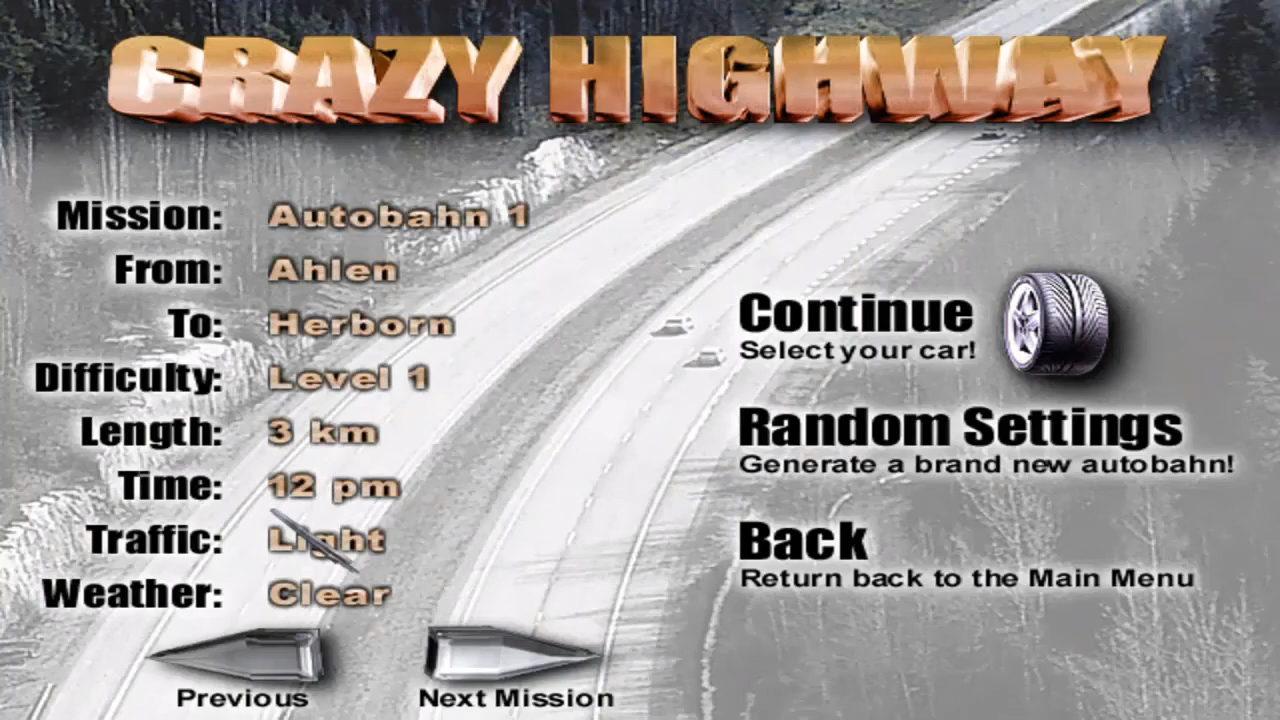 CRAZY HIGHWAY
Mission: Autobahn 1
From: Ahlen
To: Herborn
Difficulty: Level 1
Length: 3 km
Time: 12 pm
Traffic: Light
Weather: Clear
Previous
Next Mission
Continue
Select your car!
Random Settings
Generate a brand new autobahn!
Back
Return back to the Main Menu